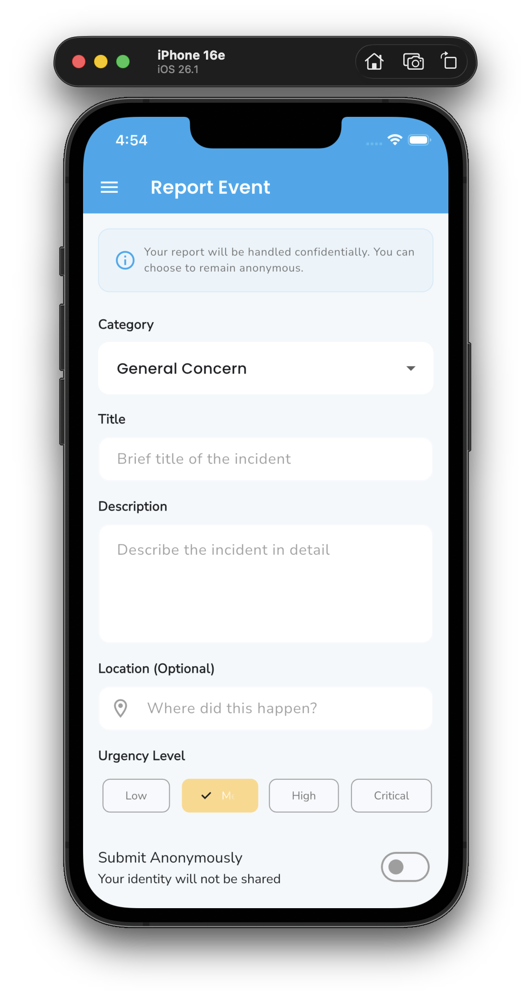 iPhone 16e
iOS 26.1
4:54
Report Event
Your report will be handled confidentially. You can
choose to remain anonymous.
Category
General Concern
Title
Brief title of the incident
Description
Describe the incident in detail
Location (Optional)
Where did this happen?
Urgency Level
Low
High
Critical
Submit Anonymously
Your identity will not be shared